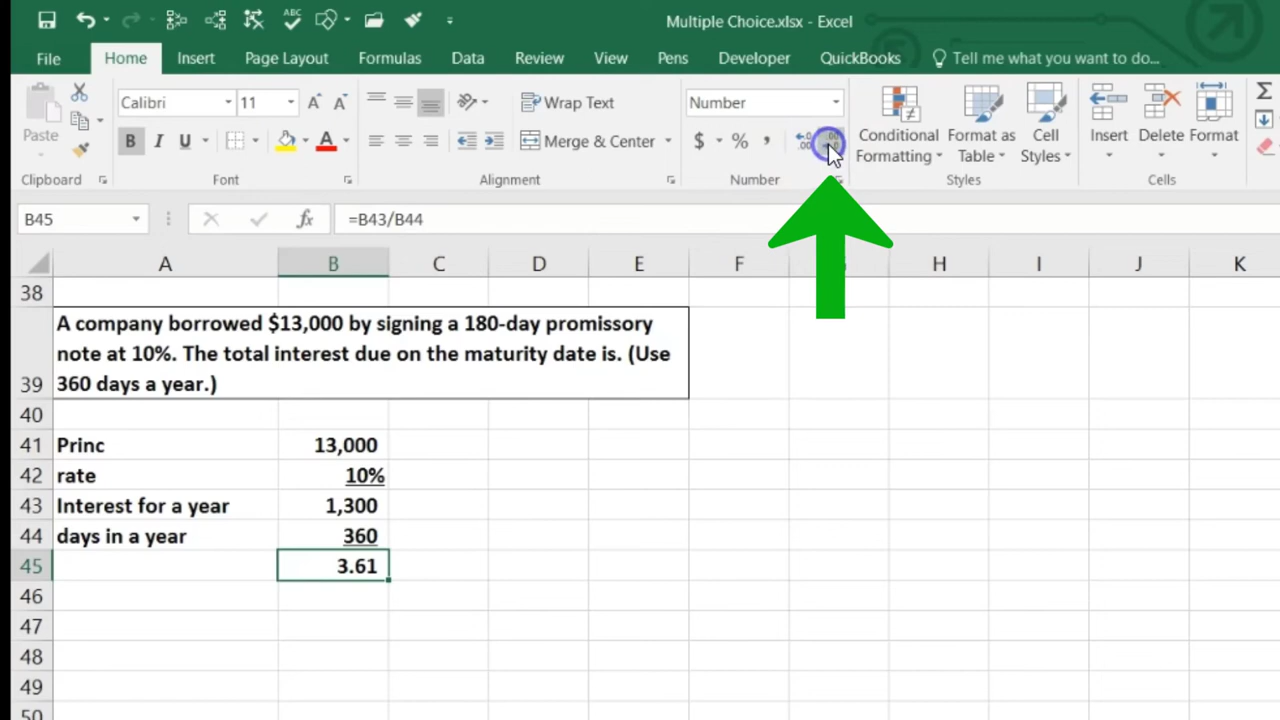 ABC
Multiple Choice.xlsx - Excel
File Home Insert Page Layout Formulas Data Review View Pens Developer QuickBooks Tell me what you want to do...
Paste
Calibri 11 A A
B I U A
Wrap Text
Merge & Center
Number
$ % ,
Conditional Formatting
Format as Table
Cell Styles
Insert Delete Format
Clipboard Font Alignment Number Styles Cells
B45 fx =B43/B44
A B C D E F G H I J K
38
39 A company borrowed $13,000 by signing a 180-day promissory
note at 10%. The total interest due on the maturity date is. (Use
360 days a year.)
40
41 Princ 13,000
42 rate 10%
43 Interest for a year 1,300
44 days in a year 360
45 3.61
46
47
48
49
50